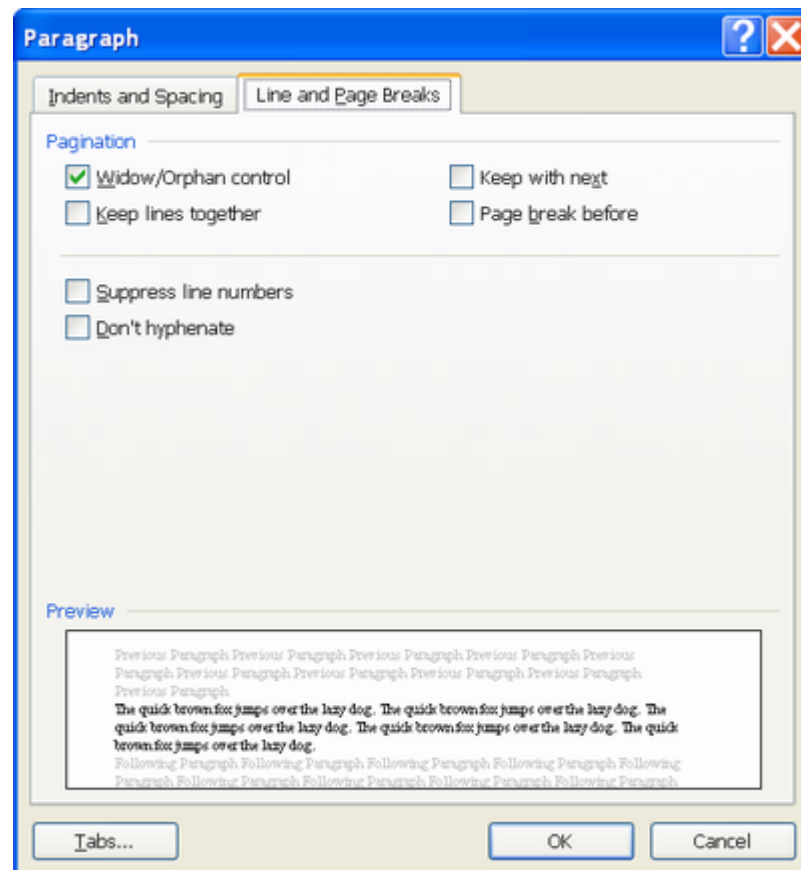 Paragraph
Indents and Spacing
Line and Page Breaks
Pagination
Widow/Orphan control
Keep with next
Keep lines together
Page break before
Suppress line numbers
Don't hyphenate
Preview
Previous Paragraph Previous Paragraph Previous Paragraph Previous Paragraph Previous
Paragraph Previous Paragraph Previous Paragraph Previous Paragraph Previous Paragraph
Previous Paragraph
The quick brown fox jumps over the lazy dog. The quick brown fox jumps over the lazy dog. The
quick brown fox jumps over the lazy dog. The quick brown fox jumps over the lazy dog. The quick
brown fox jumps over the lazy dog.
Following Paragraph Following Paragraph Following Paragraph Following Paragraph Following
Paragraph Following Paragraph Following Paragraph Following Paragraph Following Paragraph
Tabs...
OK
Cancel